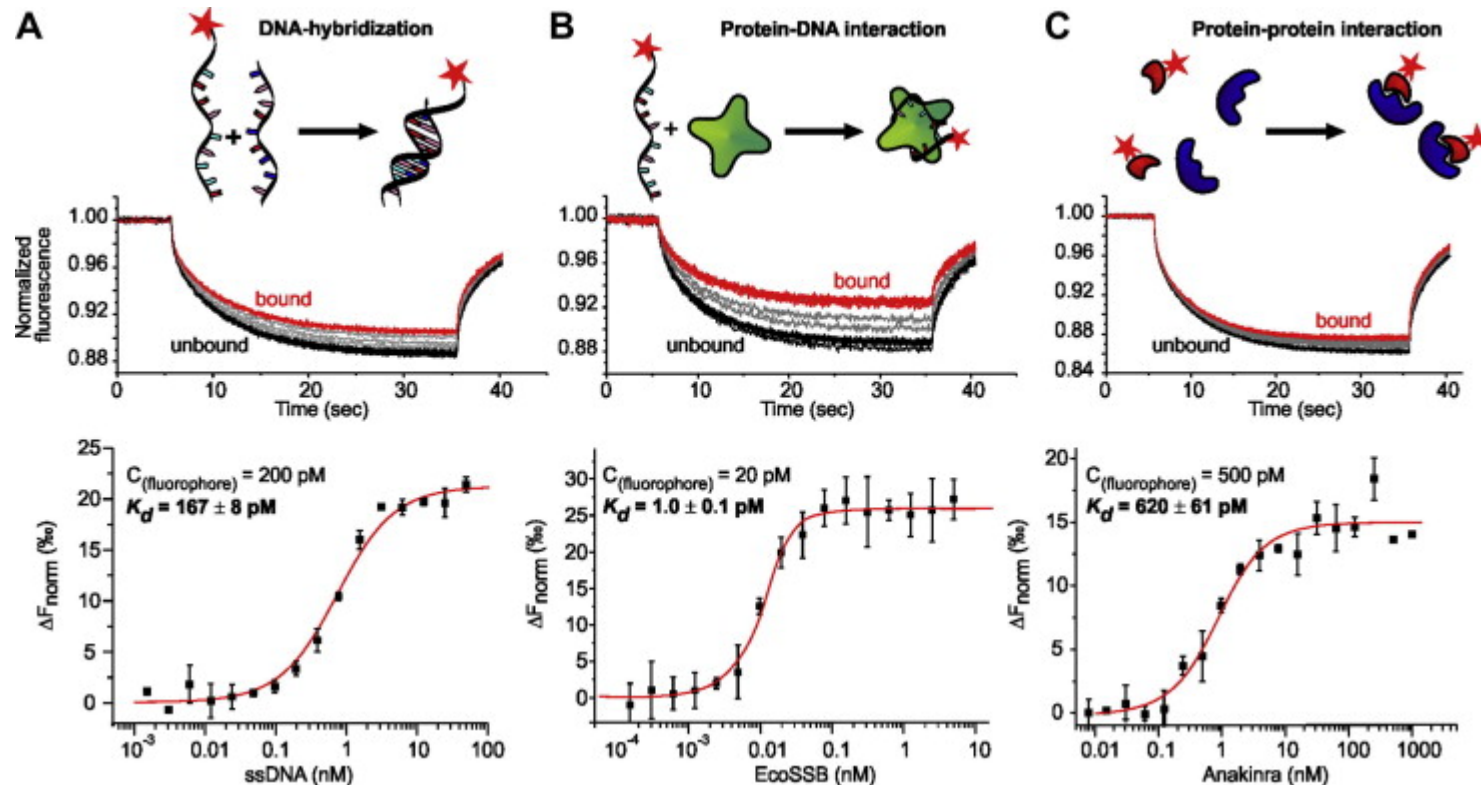 A
DNA-hybridization
+
Normalized
fluorescence
1.00
0.96
0.92
0.88
bound
unbound
0 10 20 30 40
Time (sec)
25
20
15
10
5
0
C(fluorophore) = 200 pM
Kd = 167 ± 8 pM
ΔFnorm (‰)
10-3 0.01 0.1 1 10 100
ssDNA (nM)
B
Protein-DNA interaction
+
1.00
0.96
0.92
0.88
bound
unbound
0 10 20 30 40
Time (sec)
30
25
20
15
10
5
0
C(fluorophore) = 20 pM
Kd = 1.0 ± 0.1 pM
ΔFnorm (‰)
10-4 10-3 0.01 0.1 1 10
EcoSSB (nM)
C
Protein-protein interaction
1.00
0.96
0.92
0.88
0.84
bound
unbound
0 10 20 30 40
Time (sec)
20
15
10
5
0
C(fluorophore) = 500 pM
Kd = 620 ± 61 pM
ΔFnorm (‰)
0.01 0.1 1 10 100 1000
Anakinra (nM)